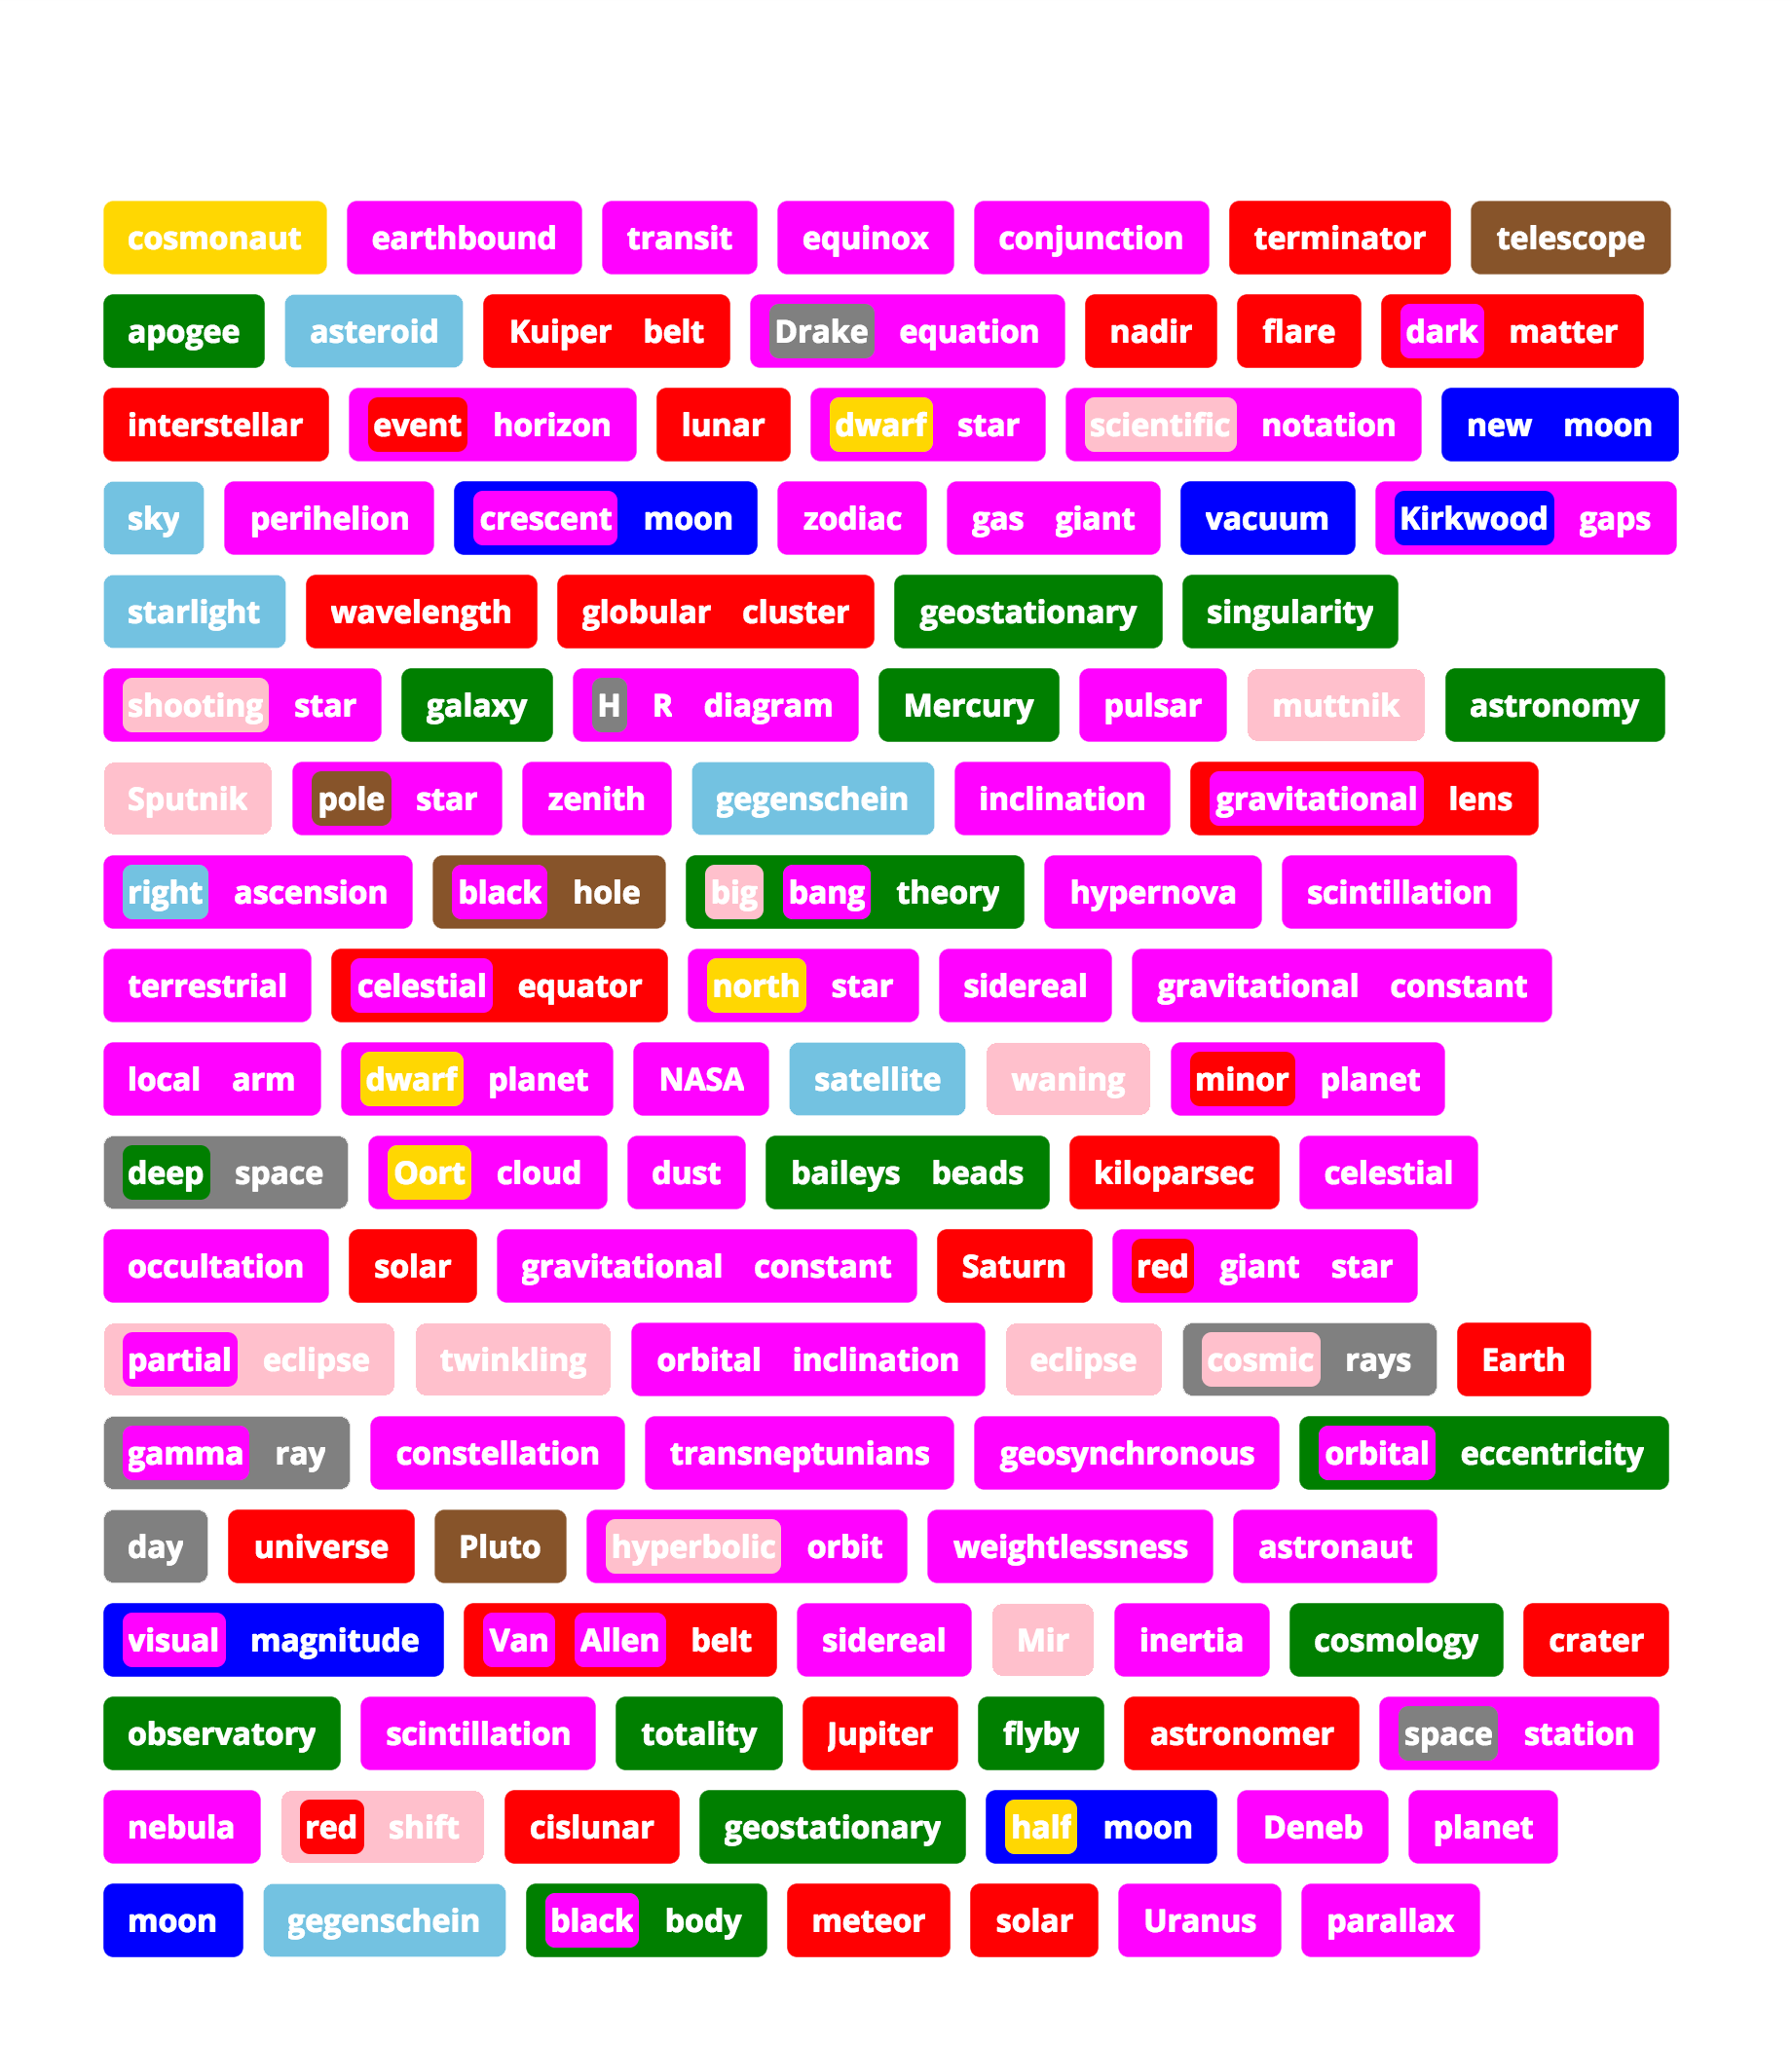 cosmonaut earthbound transit equinox conjunction terminator telescope
apogee asteroid Kuiper belt Drake equation nadir flare dark matter
interstellar event horizon lunar dwarf star scientific notation new moon
sky perihelion crescent moon zodiac gas giant vacuum Kirkwood gaps
starlight wavelength globular cluster geostationary singularity
shooting star galaxy H R diagram Mercury pulsar muttnik astronomy
Sputnik pole star zenith gegenschein inclination gravitational lens
right ascension black hole big bang theory hypernova scintillation
terrestrial celestial equator north star sidereal gravitational constant
local arm dwarf planet NASA satellite waning minor planet
deep space Oort cloud dust baileys beads kiloparsec celestial
occultation solar gravitational constant Saturn red giant star
partial eclipse twinkling orbital inclination eclipse cosmic rays Earth
gamma ray constellation transneptunians geosynchronous orbital eccentricity
day universe Pluto hyperbolic orbit weightlessness astronaut
visual magnitude Van Allen belt sidereal Mir inertia cosmology crater
observatory scintillation totality Jupiter flyby astronomer space station
nebula red shift cislunar geostationary half moon Deneb planet
moon gegenschein black body meteor solar Uranus parallax